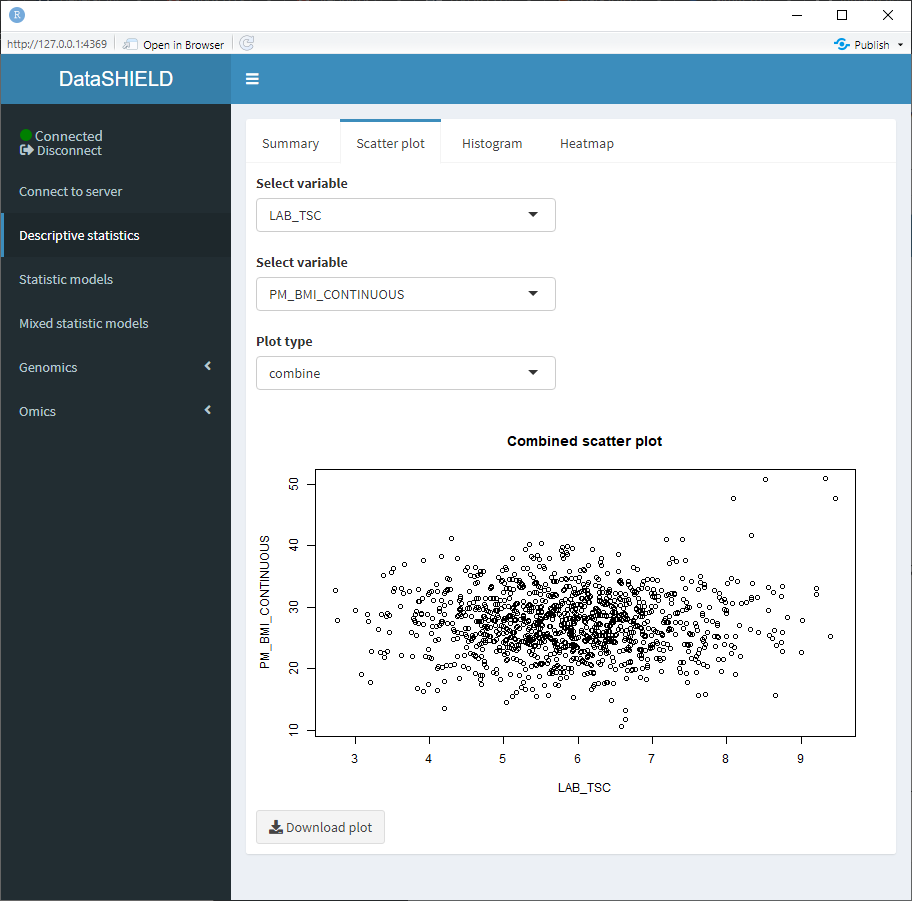 R
http://127.0.0.1:4369 Open in Browser Publish
DataSHIELD
Connected
Disconnect
Connect to server
Descriptive statistics
Statistic models
Mixed statistic models
Genomics
Omics
Summary Scatter plot Histogram Heatmap
Select variable
LAB_TSC
Select variable
PM_BMI_CONTINUOUS
Plot type
combine
Combined scatter plot
PM_BMI_CONTINUOUS
50
40
30
20
10
3 4 5 6 7 8 9
LAB_TSC
Download plot